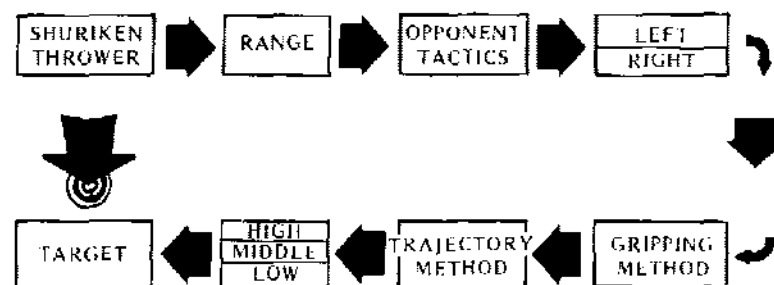 SHURIKEN
THROWER
RANGE
OPPONENT
TACTICS
LEFT
RIGHT
TARGET
HIGH
MIDDLE
LOW
TRAJECTORY
METHOD
GRIPPING
METHOD